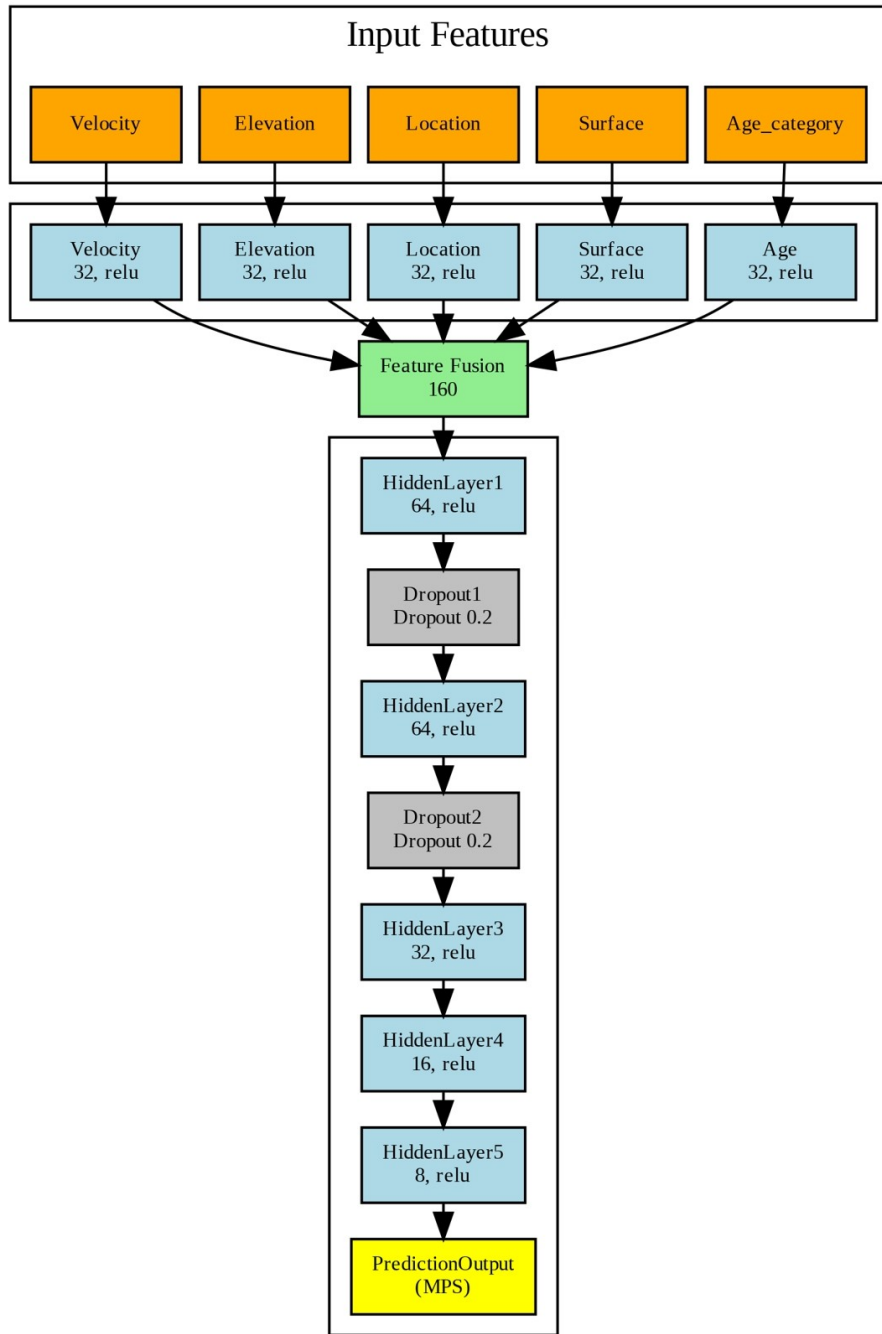 Input Features
Velocity
Elevation
Location
Surface
Age_category
Velocity
32, relu
Elevation
32, relu
Location
32, relu
Surface
32, relu
Age
32, relu
Feature Fusion
160
HiddenLayer1
64, relu
Dropout1
Dropout 0.2
HiddenLayer2
64, relu
Dropout2
Dropout 0.2
HiddenLayer3
32, relu
HiddenLayer4
16, relu
HiddenLayer5
8, relu
PredictionOutput
(MPS)